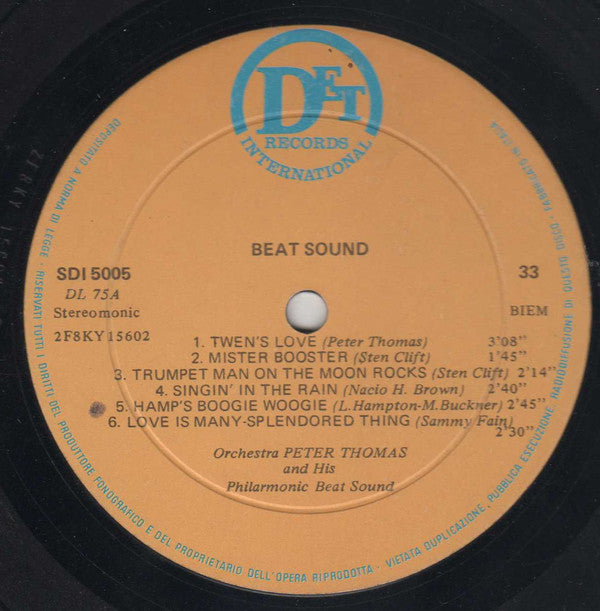 DET
RECORDS
INTERNATIONAL
BEAT SOUND
SDI 5005
33
DL 75A
Stereomonic
BIEM
2F8KY15602
1. TWEN'S LOVE (Peter Thomas) 3'08"
2. MISTER BOOSTER (Sten Clift) 1'45"
3. TRUMPET MAN ON THE MOON ROCKS (Sten Clift) 2'14"
4. SINGIN' IN THE RAIN (Nacio H. Brown) 2'40"
5. HAMP'S BOOGIE WOOGIE (L. Hampton-M. Buckner) 2'45"
6. LOVE IS MANY-SPLENDORED THING (Sammy Fain)
2'30"
Orchestra PETER THOMAS
and His
Philarmonic Beat Sound
DEPOSITATO A NORMA DI LEGGE · RISERVATI TUTTI I DIRITTI DEL PRODUTTORE FONOGRAFICO E DEL PROPRIETARIO DELL'OPERA RIPRODOTTA · VIETATA DUPLICAZIONE, PUBBLICA ESECUZIONE, RADIODIFFUSIONE DI QUESTO DISCO · FABBRICATO IN ITALIA